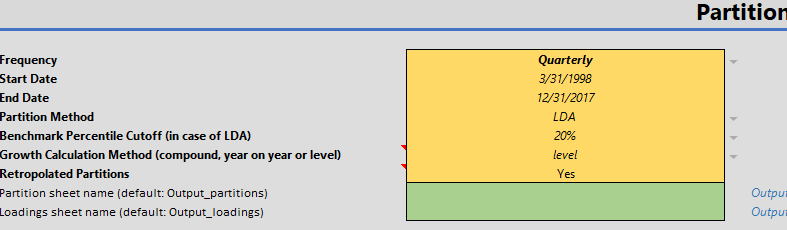 Partition
Frequency Quarterly
Start Date 3/31/1998
End Date 12/31/2017
Partition Method LDA
Benchmark Percentile Cutoff (in case of LDA) 20%
Growth Calculation Method (compound, year on year or level) level
Retropolated Partitions Yes
Partition sheet name (default: Output_partitions) Output
Loadings sheet name (default: Output_loadings) Output